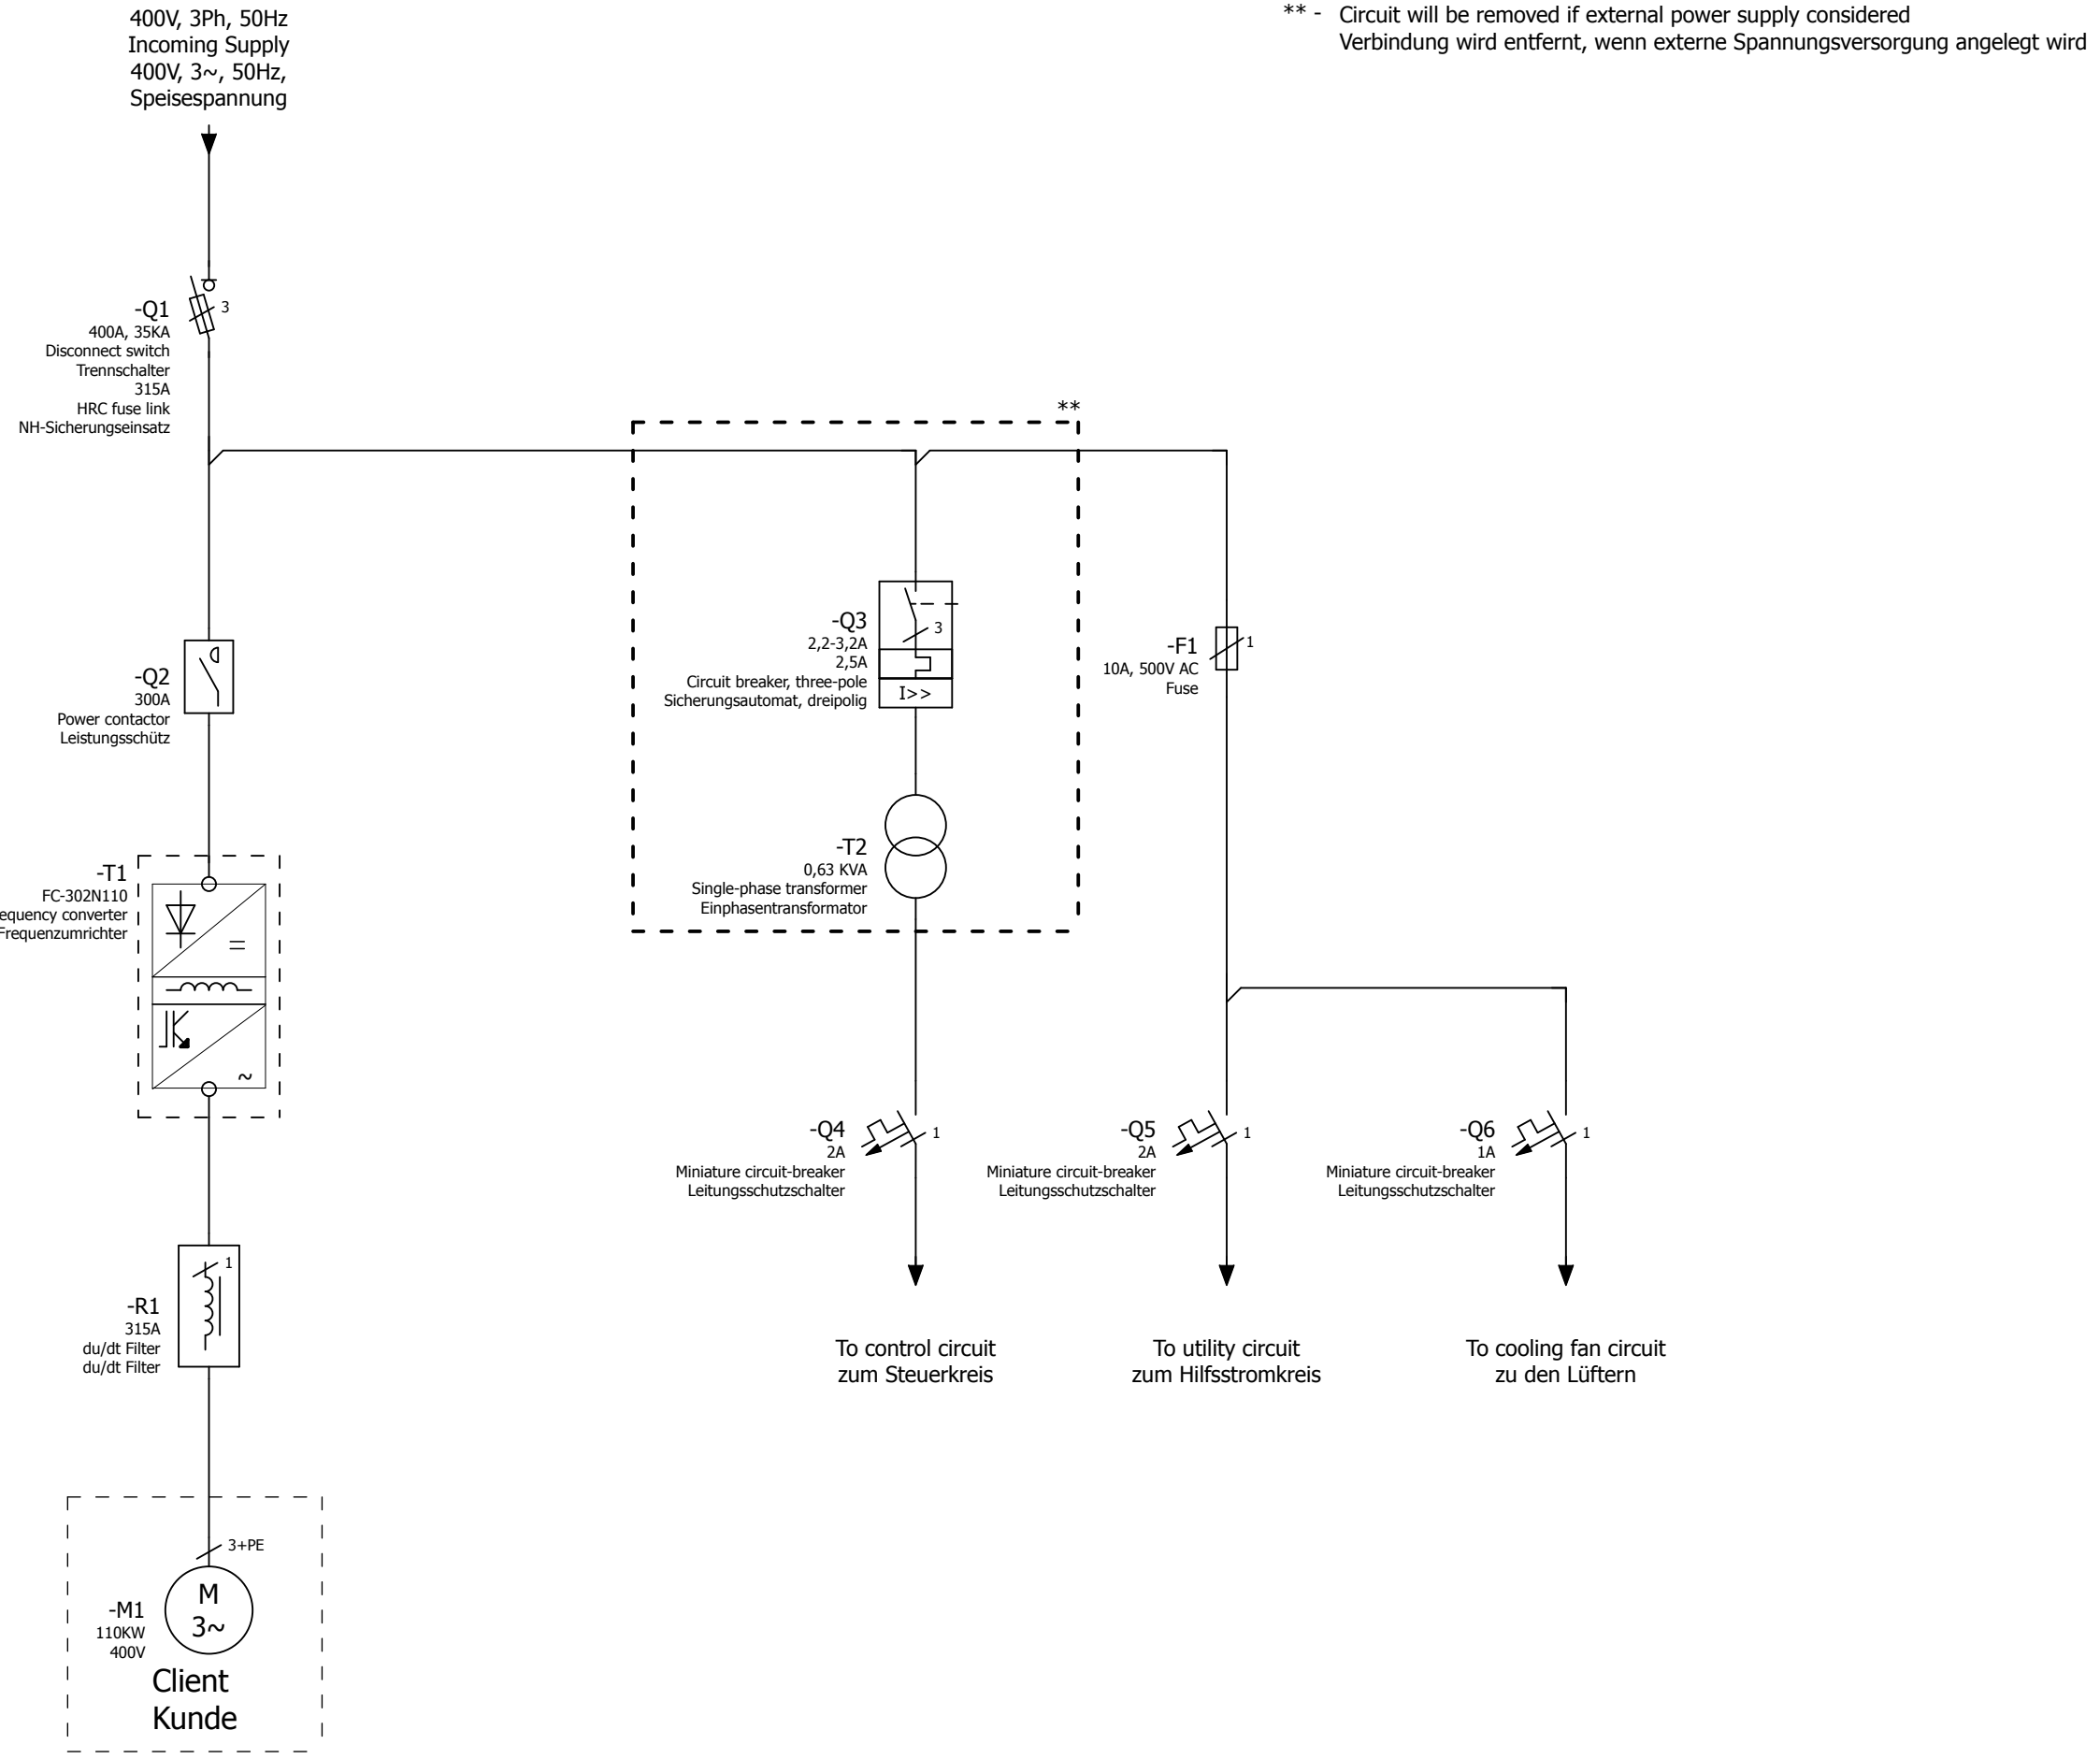 400V, 3Ph, 50Hz
Incoming Supply
400V, 3~, 50Hz,
Speisespannung
** - Circuit will be removed if external power supply considered
Verbindung wird entfernt, wenn externe Spannungsversorgung angelegt wird
-Q1
3
400A, 35KA
Disconnect switch
Trennschalter
315A
HRC fuse link
NH-Sicherungseinsatz
**
-Q2
300A
Power contactor
Leistungsschütz
-Q3
3
2,2-3,2A
2,5A
Circuit breaker, three-pole
Sicherungsautomat, dreipolig
I>>
-F1
1
10A, 500V AC
Fuse
-T1
FC-302N110
equency converter
Frequenzumrichter
=
~
-T2
0,63 KVA
Single-phase transformer
Einphasentransformator
-Q4
1
2A
Miniature circuit-breaker
Leitungsschutzschalter
-Q5
1
2A
Miniature circuit-breaker
Leitungsschutzschalter
-Q6
1
1A
Miniature circuit-breaker
Leitungsschutzschalter
-R1
1
315A
du/dt Filter
du/dt Filter
To control circuit
zum Steuerkreis
To utility circuit
zum Hilfsstromkreis
To cooling fan circuit
zu den Lüftern
3+PE
-M1
110KW
400V
M
3~
Client
Kunde